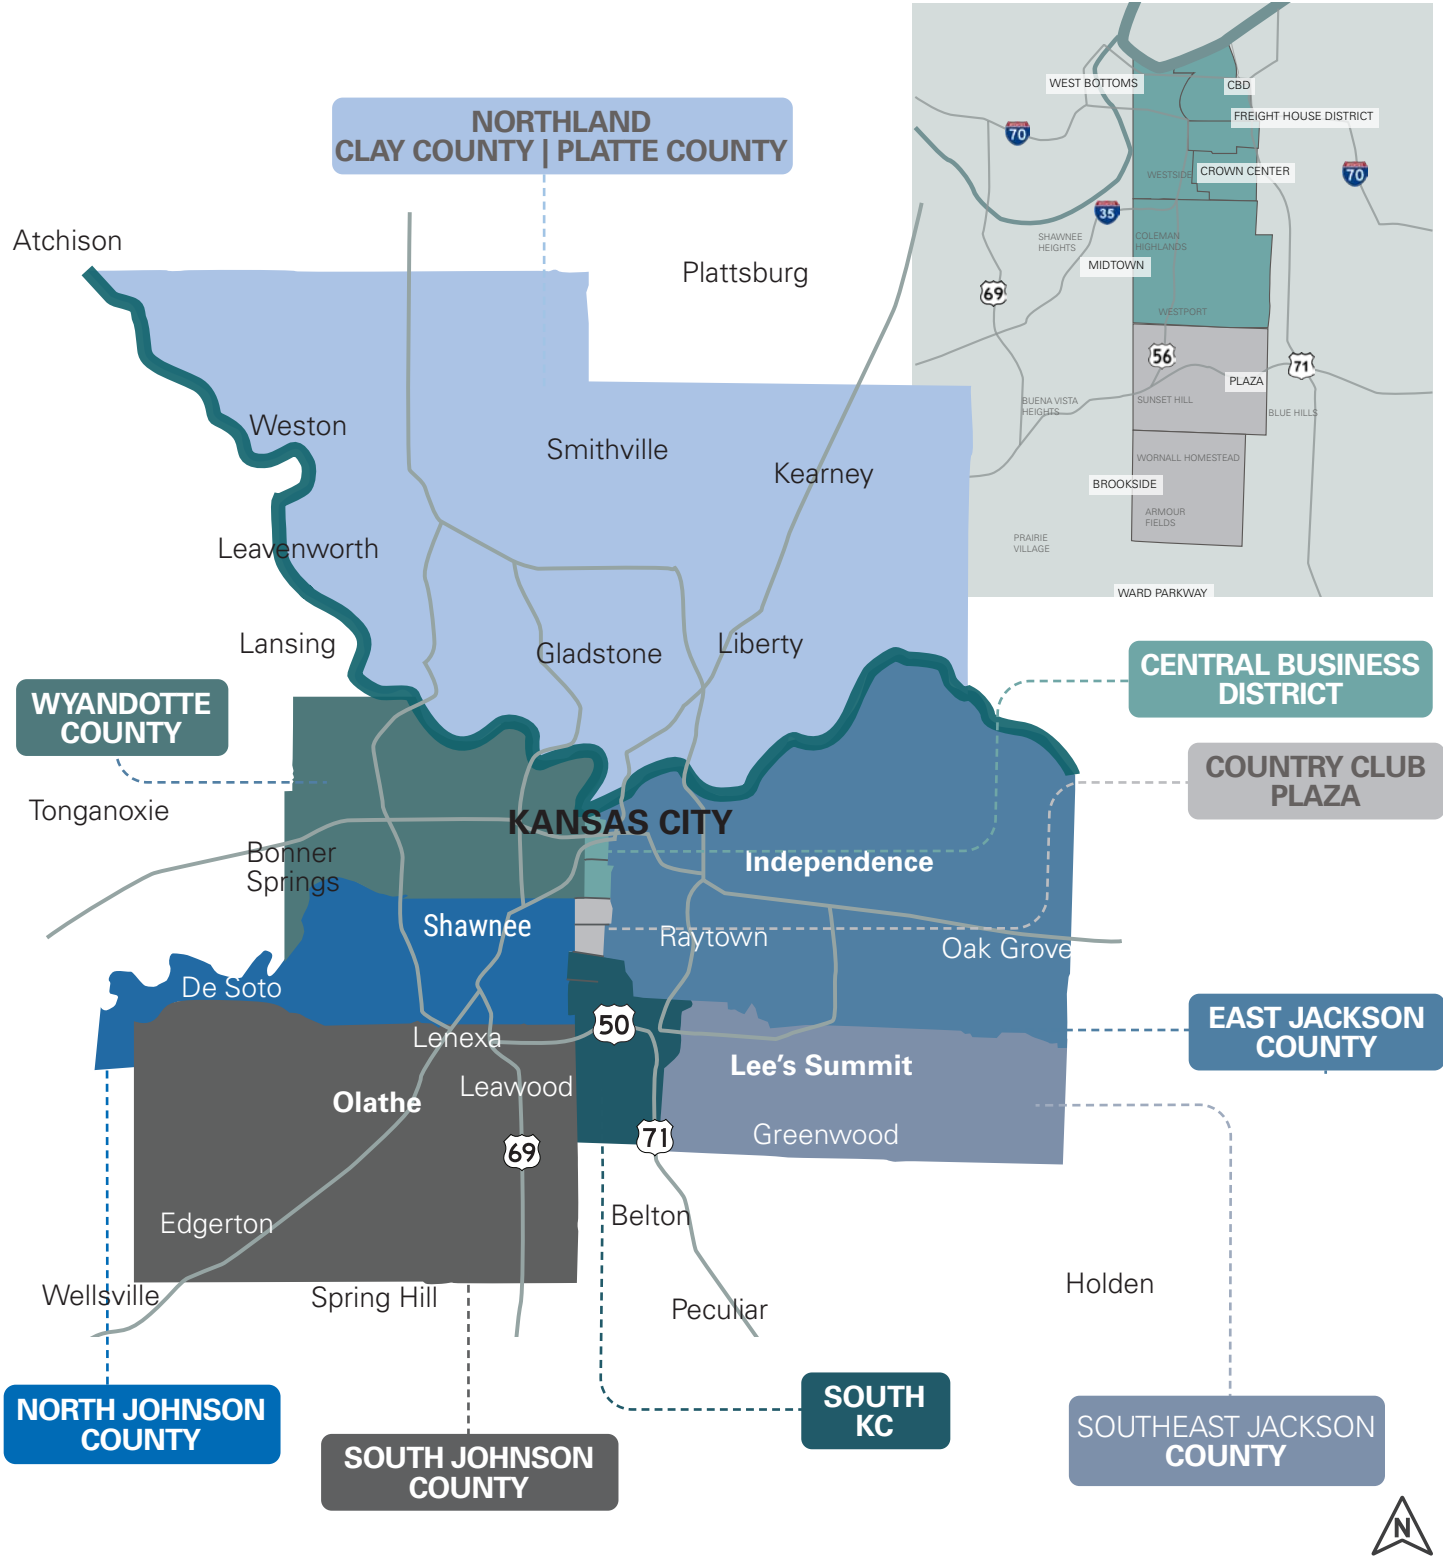 NORTHLAND
CLAY COUNTY | PLATTE COUNTY
WEST BOTTOMS
CBD
FREIGHT HOUSE DISTRICT
70
WESTSIDE
CROWN CENTER
70
35
SHAWNEE
HEIGHTS
COLEMAN
HIGHLANDS
MIDTOWN
69
WESTPORT
56
71
PLAZA
BUENA VISTA
HEIGHTS
SUNSET HILL
BLUE HILLS
WORNALL HOMESTEAD
BROOKSIDE
ARMOUR
FIELDS
PRAIRIE
VILLAGE
WARD PARKWAY
Atchison
Plattsburg
Weston
Smithville
Kearney
Leavenworth
Lansing
Gladstone
Liberty
CENTRAL BUSINESS
DISTRICT
WYANDOTTE
COUNTY
COUNTRY CLUB
PLAZA
Tonganoxie
KANSAS CITY
Bonner
Springs
Independence
Shawnee
Raytown
Oak Grove
De Soto
50
EAST JACKSON
COUNTY
Lenexa
Lee's Summit
Leawood
Olathe
Greenwood
71
69
Belton
Edgerton
Wellsville
Spring Hill
Peculiar
Holden
NORTH JOHNSON
COUNTY
SOUTH JOHNSON
COUNTY
SOUTH
KC
SOUTHEAST JACKSON
COUNTY
N